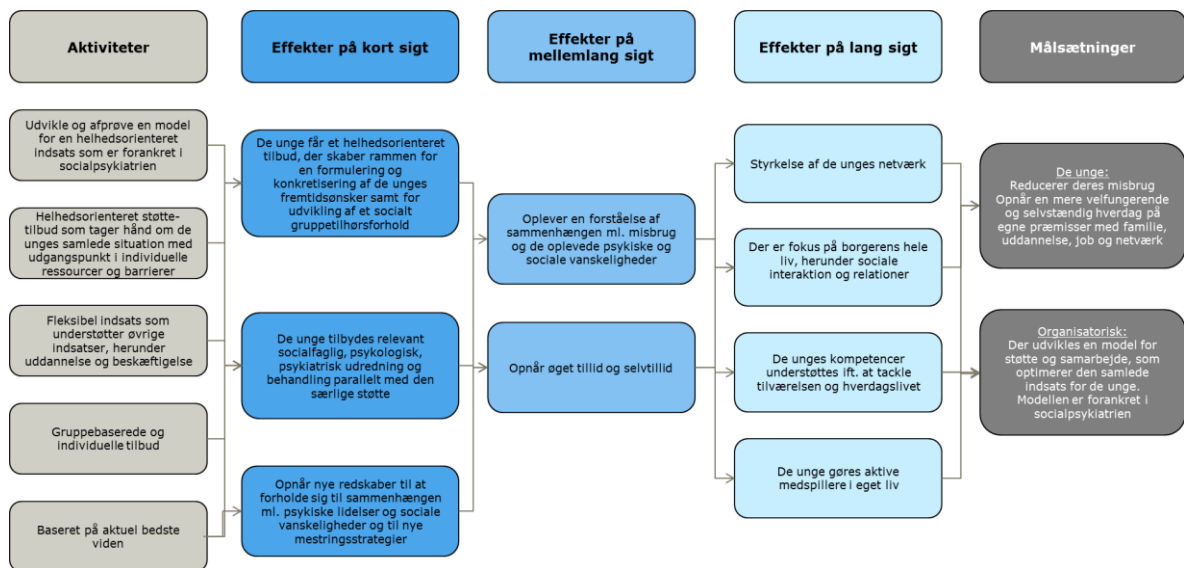 Aktiviteter
Effekter på kort sigt
Effekter på
mellemlang sigt
Effekter på lang sigt
Målsætninger
Udvikle og afprøve en model
for en helhedsorienteret
indsats som er forankret i
socialpsykiatrien
Helhedsorienteret støtte-
tilbud som tager hånd om de
unges samlede situation med
udgangspunkt i individuelle
ressourcer og barrierer
Fleksibel indsats som
understøtter øvrige
indsatser, herunder
uddannelse og beskæftigelse
Gruppebaserede og
individuelle tilbud
Baseret på aktuel bedste
viden
De unge får et helhedsorienteret
tilbud, der skaber rammen for
en formulering og
konkretisering af de unges
fremtidsønsker samt for
udvikling af et socialt
gruppetilhørsforhold
De unge tilbydes relevant
socialfaglig, psykologisk,
psykiatrisk udredning og
behandling parallelt med den
særlige støtte
Opnår nye redskaber til at
forholde sig til sammenhængen
ml. psykiske lidelser og sociale
vanskeligheder og til nye
mestringsstrategier
Oplever en forståelse af
sammenhængen ml. misbrug
og de oplevede psykiske og
sociale vanskeligheder
Opnår øget tillid og selvtillid
Styrkelse af de unges netværk
Der er fokus på borgerens hele
liv, herunder sociale
interaktion og relationer
De unges kompetencer
understøttes ift. at tackle
tilværelsen og hverdagslivet
De unge gøres aktive
medspillere i eget liv
De unge:
Reducerer deres misbrug
Opnår en mere velfungerende
og selvstændig hverdag på
egne præmisser med familie,
uddannelse, job og netværk
Organisatorisk:
Der udvikles en model for
støtte og samarbejde, som
optimerer den samlede
indsats for de unge.
Modellen er forankret i
socialpsykiatrien